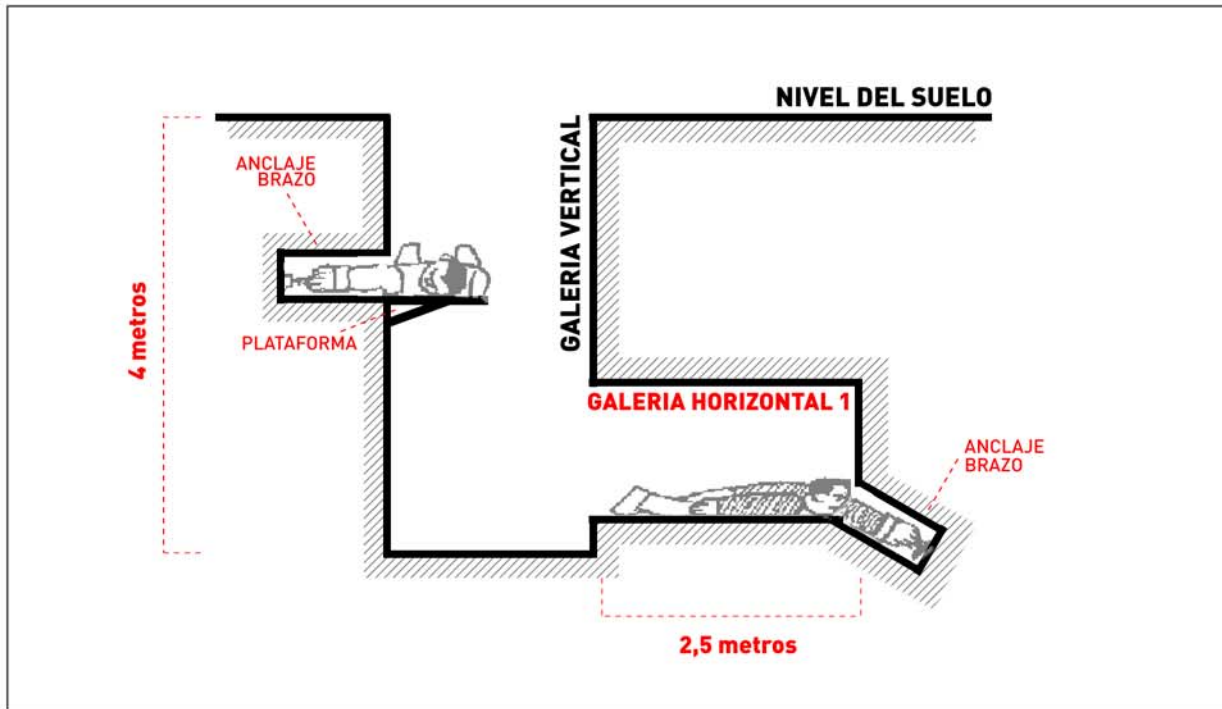 NIVEL DEL SUELO
ANCLAJE
BRAZO
GALERIA VERTICAL
4 metros
PLATAFORMA
GALERIA HORIZONTAL 1
ANCLAJE
BRAZO
2,5 metros